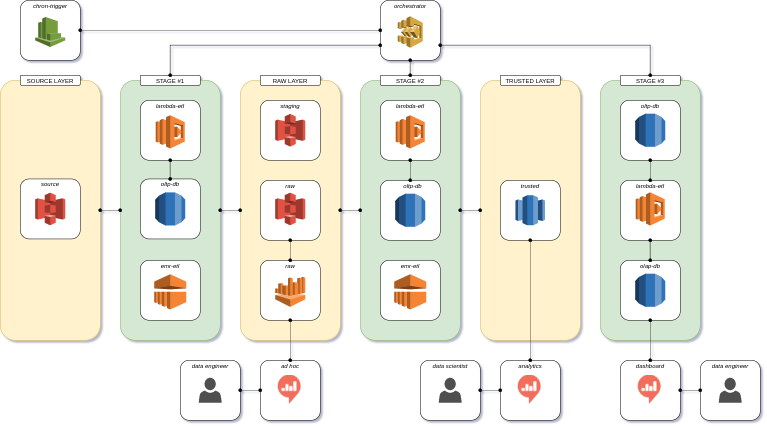 chron-trigger
orchestrator
SOURCE LAYER
STAGE #1
RAW LAYER
STAGE #2
TRUSTED LAYER
STAGE #3
lambda-etl
staging
lambda-etl
oltp-db
source
oltp-db
raw
oltp-db
trusted
lambda-etl
emr-etl
raw
emr-etl
olap-db
data engineer
ad hoc
data scientist
analytics
dashboard
data engineer